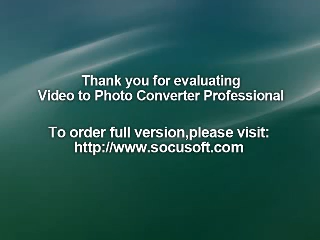 Thank you for evaluating
Video to Photo Converter Professional
To order full version,please visit:
http://www.socusoft.com